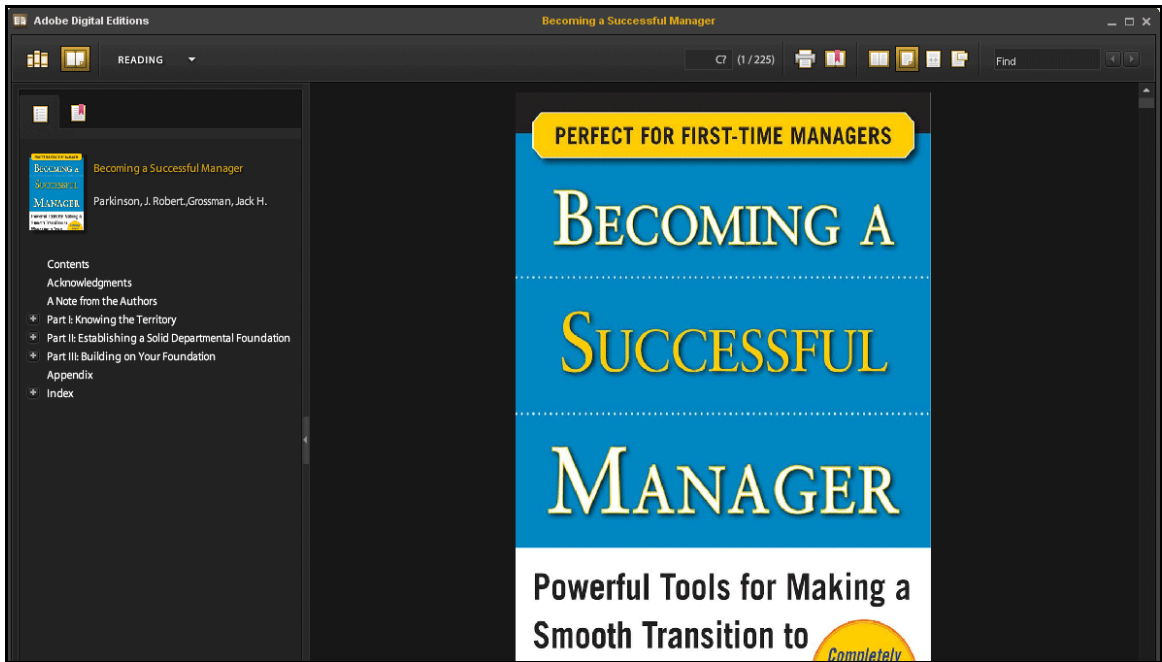 Adobe Digital Editions
Becoming a Successful Manager
READING
C? (1/225)
Find
BECOMING A
SUCCESSFUL
MANAGER
Becoming a Successful Manager
Parkinson, J. Robert.,Grossman, Jack H.
Contents
Acknowledgments
A Note from the Authors
Part I: Knowing the Territory
Part II: Establishing a Solid Departmental Foundation
Part III: Building on Your Foundation
Appendix
Index
PERFECT FOR FIRST-TIME MANAGERS
BECOMING A
SUCCESSFUL
MANAGER
Powerful Tools for Making a
Smooth Transition to
Completely